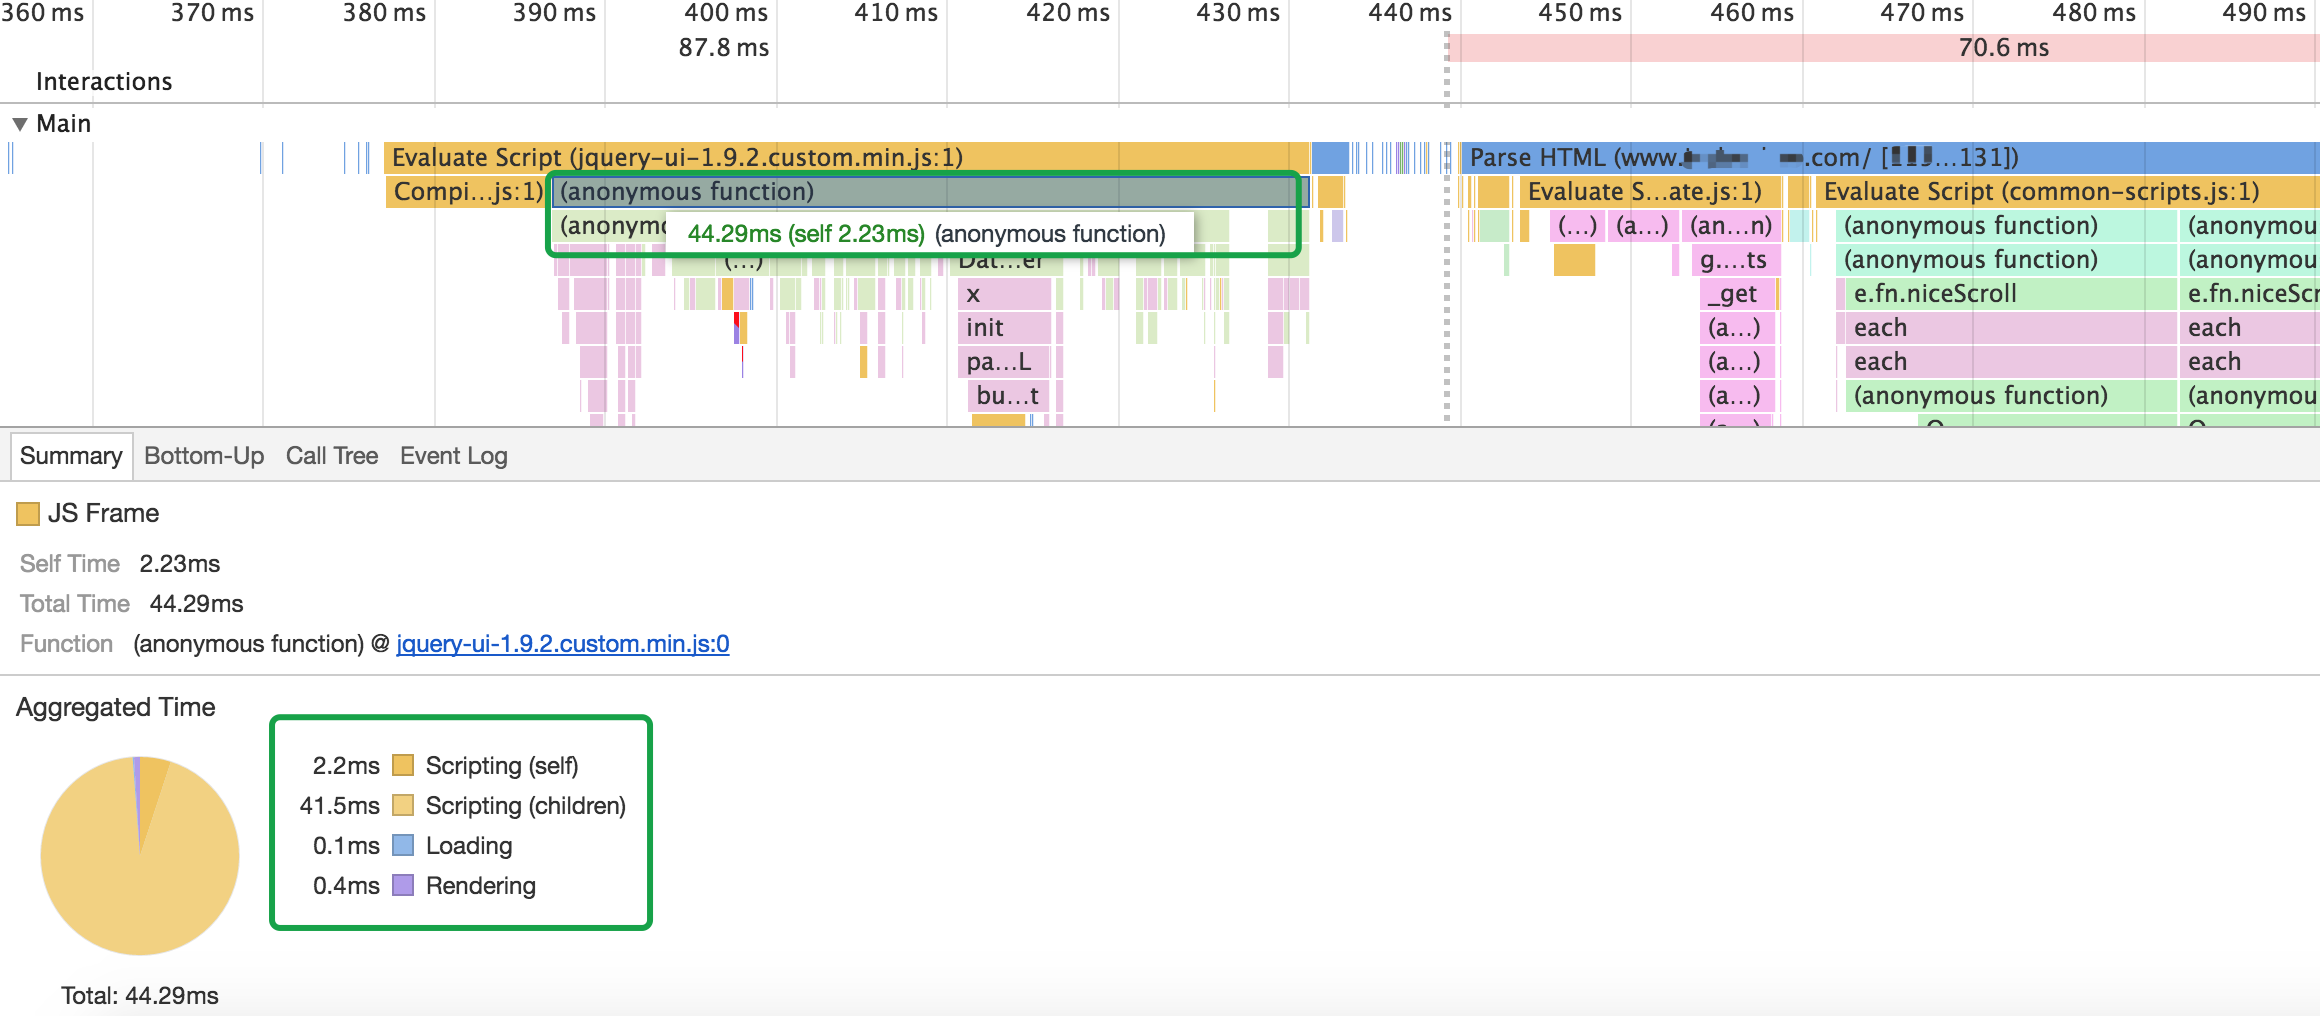 360 ms 370 ms 380 ms 390 ms 400 ms 410 ms 420 ms 430 ms 440 ms 450 ms 460 ms 470 ms 480 ms 490 ms
87.8 ms 70.6 ms
Interactions
▼ Main
Evaluate Script (jquery-ui-1.9.2.custom.min.js:1) Parse HTML (www. .com/ [ ...131])
Compi…js:1) (anonymous function) Evaluate S…ate.js:1) Evaluate Script (common-scripts.js:1)
(anonymo (…) (a…) (an…n) (anonymous function) (anonymou
44.29ms (self 2.23ms) (anonymous function)
(…) Dat…er g.…ts (anonymous function) (anonymou
x _get e.fn.niceScroll e.fn.niceScr
init (a…) each each
pa…L (a…) each each
bu…t (a…) (anonymous function) (anonymou
Summary Bottom-Up Call Tree Event Log
JS Frame
Self Time 2.23ms
Total Time 44.29ms
Function (anonymous function) @ jquery-ui-1.9.2.custom.min.js:0
Aggregated Time
2.2ms Scripting (self)
41.5ms Scripting (children)
0.1ms Loading
0.4ms Rendering
Total: 44.29ms